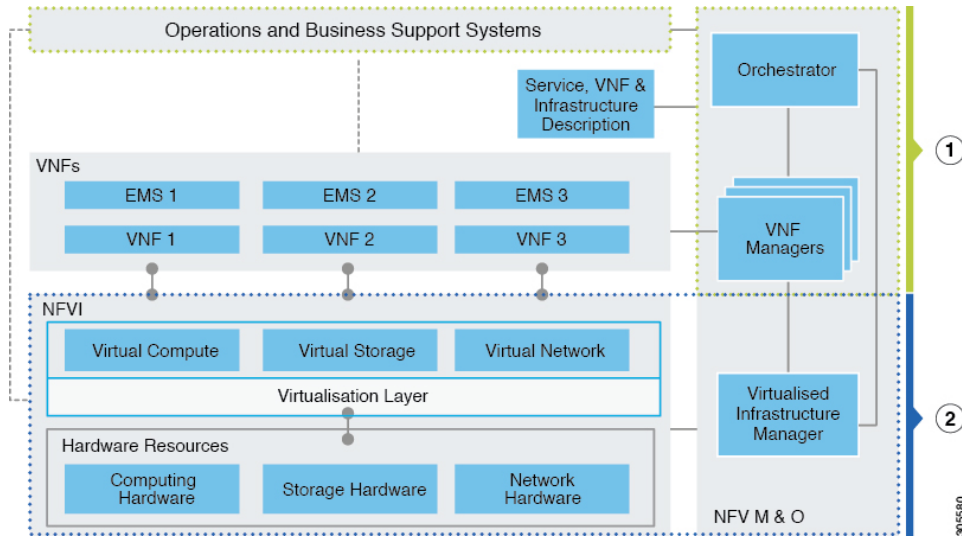 Operations and Business Support Systems
Orchestrator
Service, VNF &
Infrastructure
Description
1
VNFs
EMS 1
EMS 2
EMS 3
VNF 1
VNF 2
VNF 3
VNF
Managers
NFVI
Virtual Compute
Virtual Storage
Virtual Network
Virtualisation Layer
Virtualised
Infrastructure
Manager
2
Hardware Resources
Computing
Hardware
Storage Hardware
Network
Hardware
NFV M & O
305580